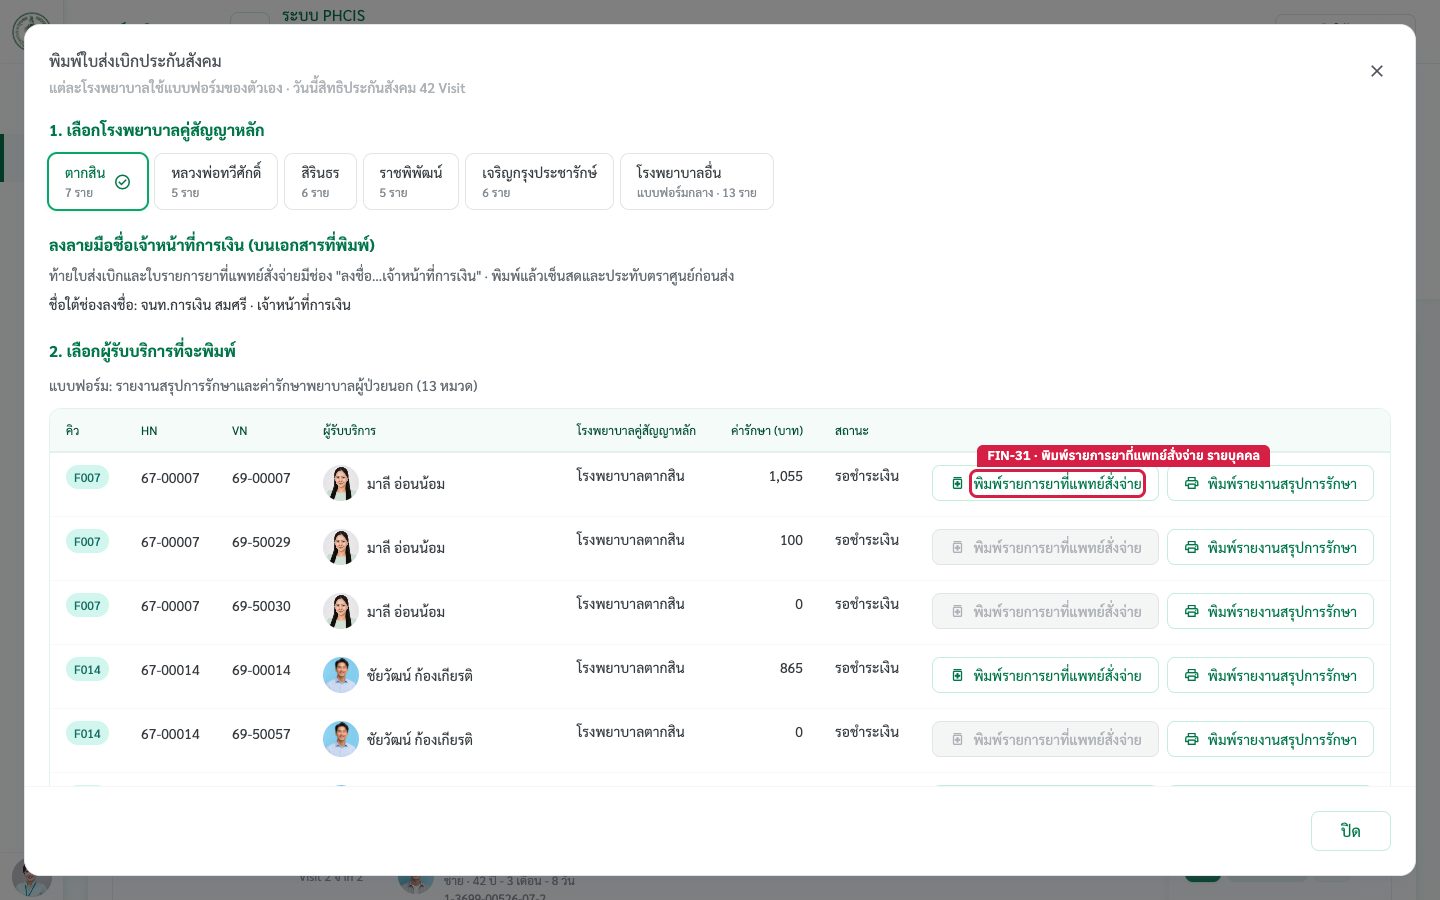 ระบบ PHCIS
พิมพ์ใบส่งเบิกประกันสังคม
แต่ละโรงพยาบาลใช้แบบฟอร์มของตัวเอง · วันนี้สิทธิประกันสังคม 42 Visit
1. เลือกโรงพยาบาลคู่สัญญาหลัก
ตากสิน
7 ราย
หลวงพ่อทวีศักดิ์
5 ราย
สิรินธร
6 ราย
ราชพิพัฒน์
5 ราย
เจริญกรุงประชารักษ์
6 ราย
โรงพยาบาลอื่น
แบบฟอร์มกลาง · 13 ราย
ลงลายมือชื่อเจ้าหน้าที่การเงิน (บนเอกสารที่พิมพ์)
ท้ายใบส่งเบิกและใบรายการยาที่แพทย์สั่งจ่ายมีช่อง "ลงชื่อ...เจ้าหน้าที่การเงิน" · พิมพ์แล้วเซ็นสดและประทับตราศูนย์ก่อนส่ง
ชื่อใต้ช่องลงชื่อ: จนท.การเงิน สมศรี · เจ้าหน้าที่การเงิน
2. เลือกผู้รับบริการที่จะพิมพ์
แบบฟอร์ม: รายงานสรุปการรักษาและค่ารักษาพยาบาลผู้ป่วยนอก (13 หมวด)
คิว HN VN ผู้รับบริการ โรงพยาบาลคู่สัญญาหลัก ค่ารักษา (บาท) สถานะ
FIN-31 · พิมพ์รายการยาที่แพทย์สั่งจ่าย รายบุคคล
F007 67-00007 69-00007 มาลี อ่อนน้อม โรงพยาบาลตากสิน 1,055 รอชำระเงิน พิมพ์รายการยาที่แพทย์สั่งจ่าย พิมพ์รายงานสรุปการรักษา
F007 67-00007 69-50029 มาลี อ่อนน้อม โรงพยาบาลตากสิน 100 รอชำระเงิน พิมพ์รายการยาที่แพทย์สั่งจ่าย พิมพ์รายงานสรุปการรักษา
F007 67-00007 69-50030 มาลี อ่อนน้อม โรงพยาบาลตากสิน 0 รอชำระเงิน พิมพ์รายการยาที่แพทย์สั่งจ่าย พิมพ์รายงานสรุปการรักษา
F014 67-00014 69-00014 ชัยวัฒน์ ก้องเกียรติ โรงพยาบาลตากสิน 865 รอชำระเงิน พิมพ์รายการยาที่แพทย์สั่งจ่าย พิมพ์รายงานสรุปการรักษา
F014 67-00014 69-50057 ชัยวัฒน์ ก้องเกียรติ โรงพยาบาลตากสิน 0 รอชำระเงิน พิมพ์รายการยาที่แพทย์สั่งจ่าย พิมพ์รายงานสรุปการรักษา
ปิด
Visit 2 จาก 2
ชาย · 42 ปี - 3 เดือน - 8 วัน
1-3699-00526-07-2